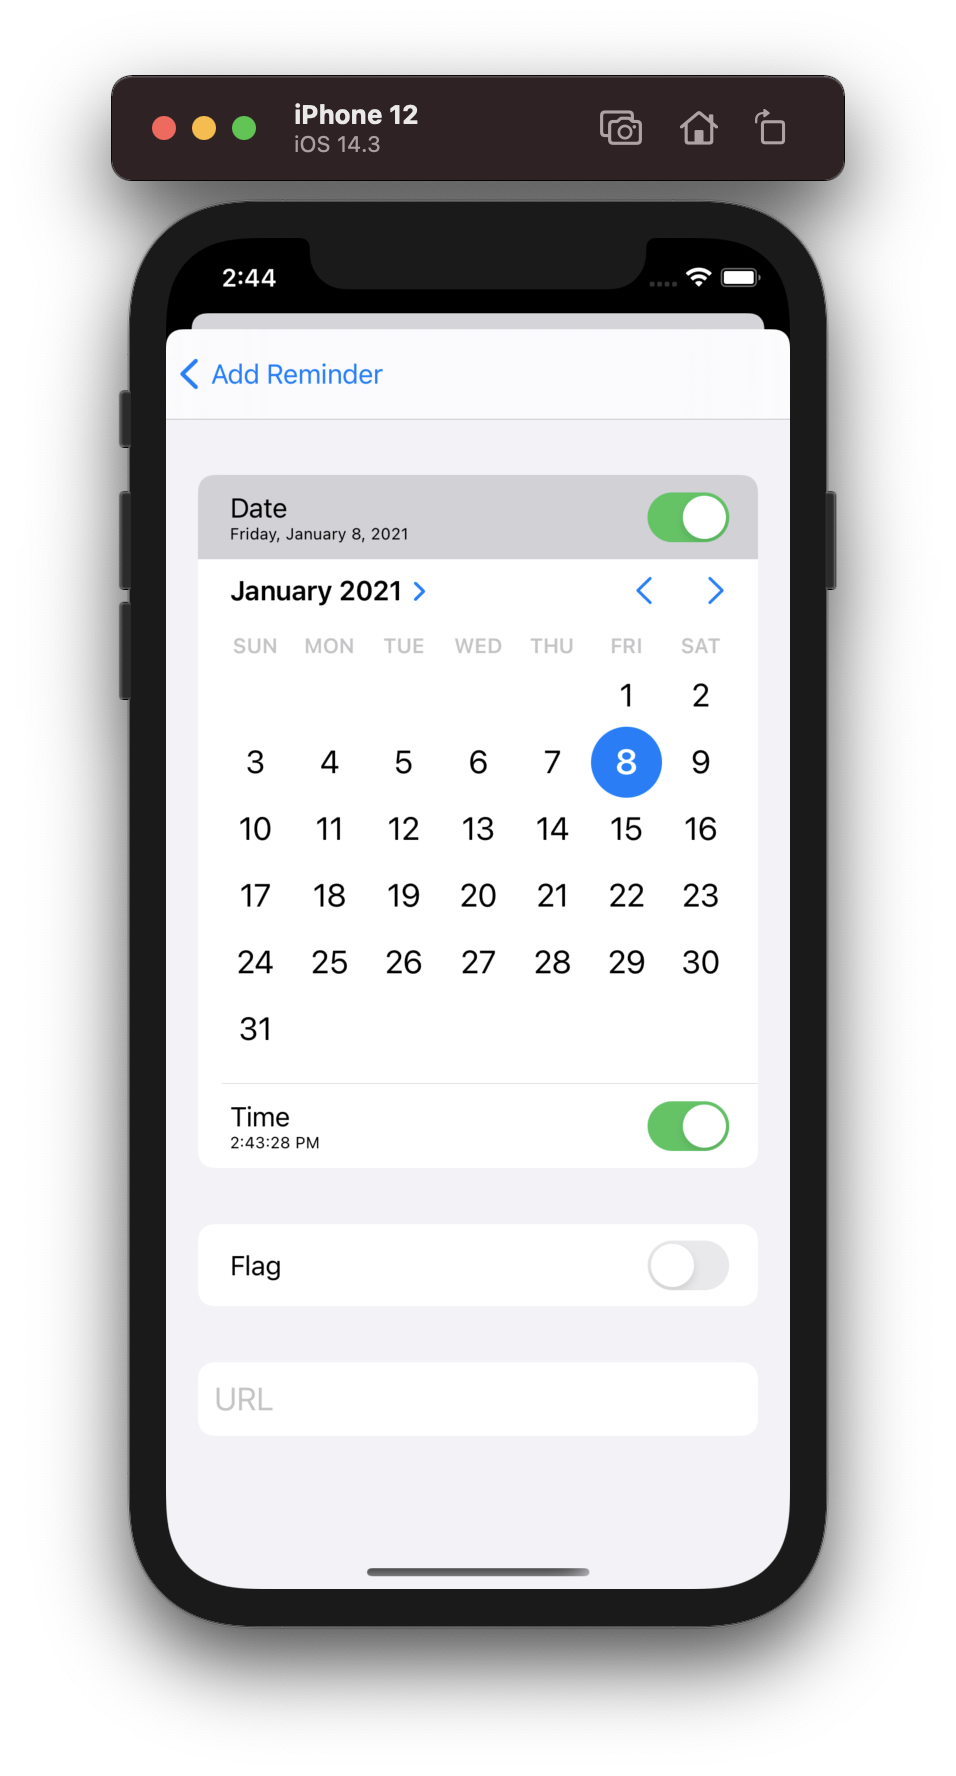 iPhone 12
iOS 14.3
2:44
Add Reminder
Date
Friday, January 8, 2021
January 2021
SUN MON TUE WED THU FRI SAT
1 2
3 4 5 6 7 8 9
10 11 12 13 14 15 16
17 18 19 20 21 22 23
24 25 26 27 28 29 30
31
Time
2:43:28 PM
Flag
URL